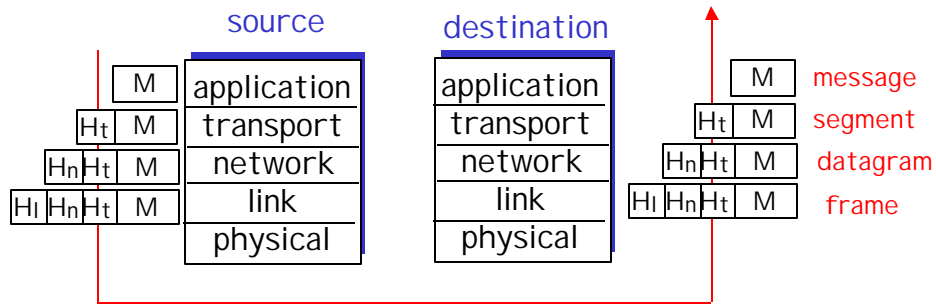 source destination
M application application M message
Ht M transport transport Ht M segment
Hn Ht M network network Hn Ht M datagram
Hl Hn Ht M link link Hl Hn Ht M frame
physical physical